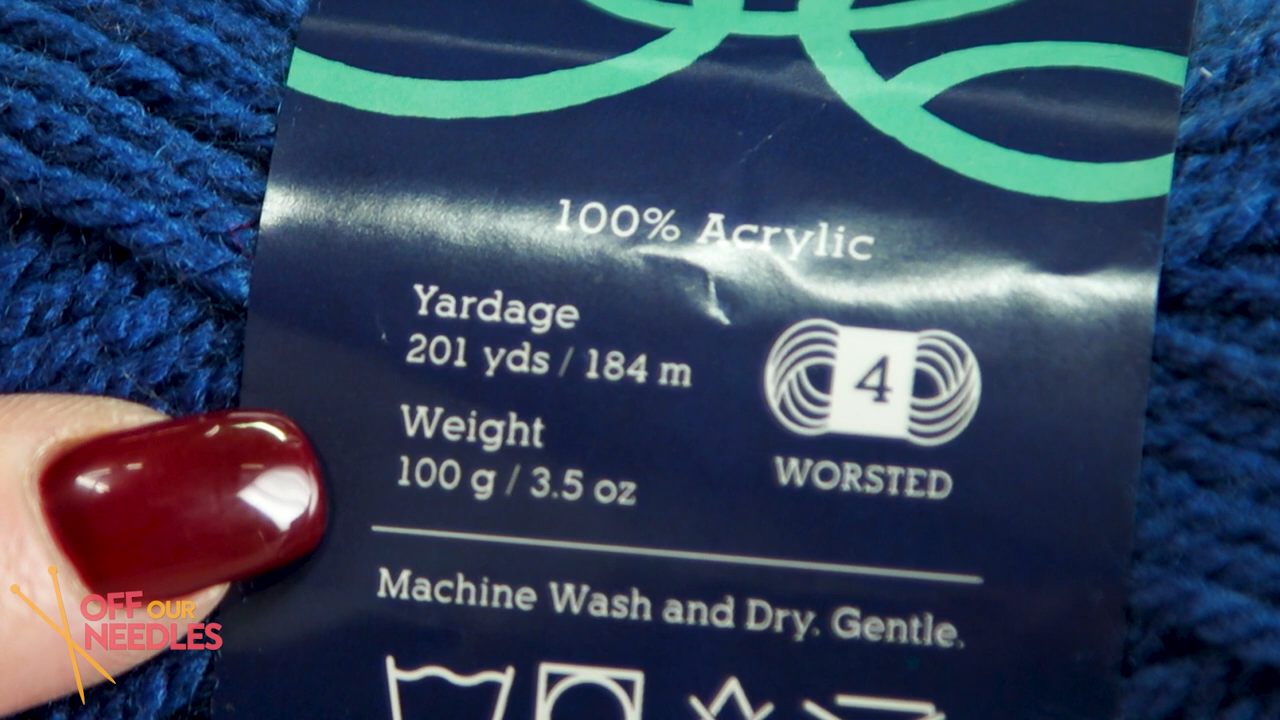 100% Acrylic
Yardage
201 yds / 184 m
Weight
100 g / 3.5 oz
4
WORSTED
Machine Wash and Dry. Gentle.
OFF OUR
NEEDLES